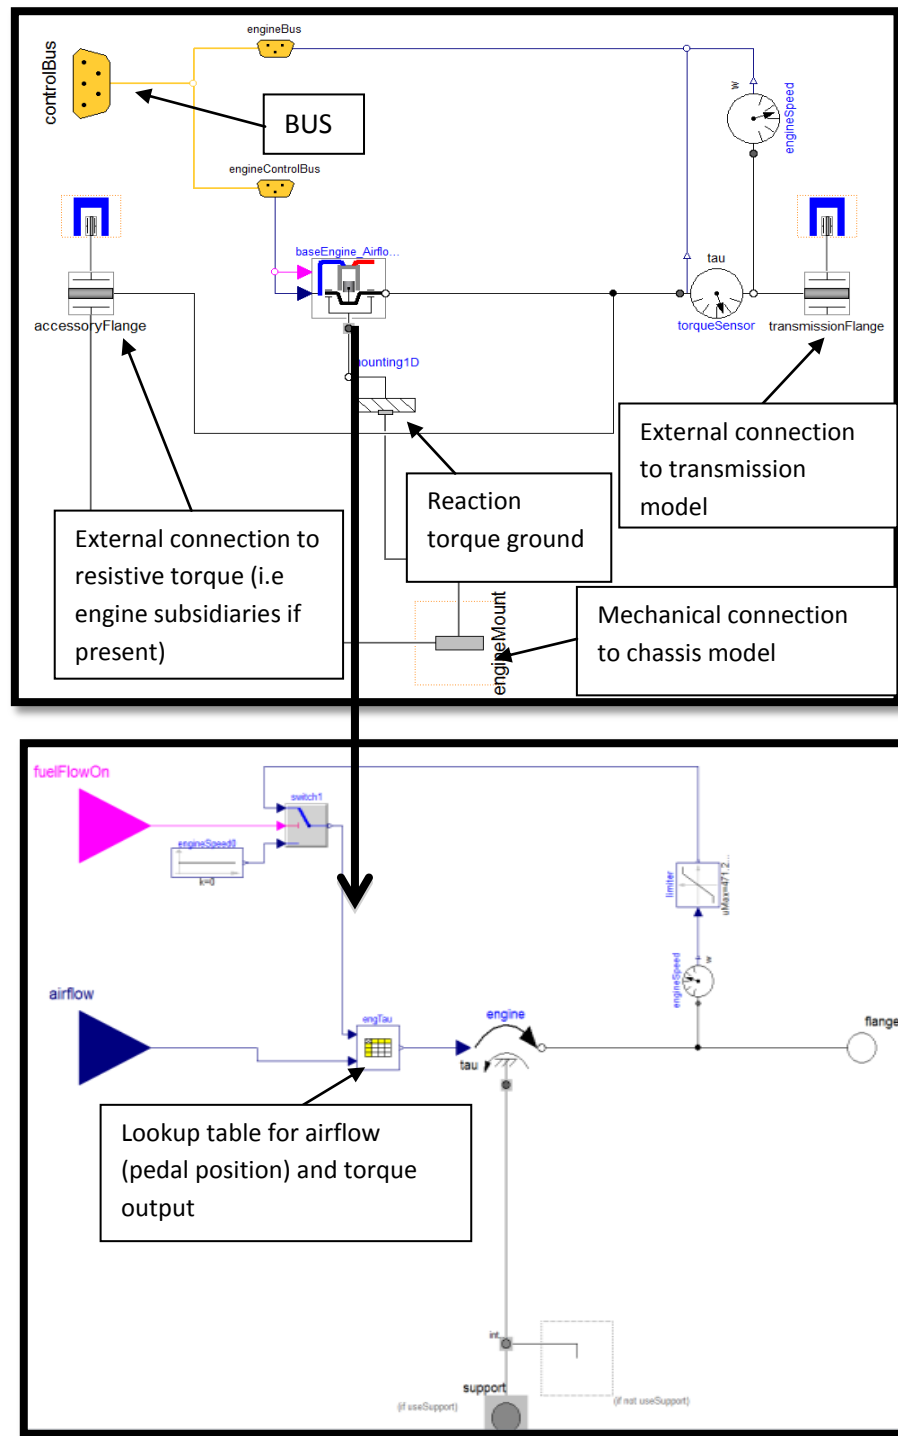 engineBus
controlBus
BUS
w
engineSpeed
engineControlBus
baseEngine_Airflo...
tau
accessoryFlange
torqueSensor
transmissionFlange
ounting1D
External connection
to transmission
model
Reaction
torque ground
External connection to
resistive torque (i.e
engine subsidiaries if
present)
engineMount
Mechanical connection
to chassis model
fuelFlowOn
switch1
engineSpeed0
k=0
limiter
uMax=471.2...
w
engineSpeed
airflow
engTau
engine
flange
tau
Lookup table for airflow
(pedal position) and torque
output
int
support
(if useSupport)
(if not useSupport)